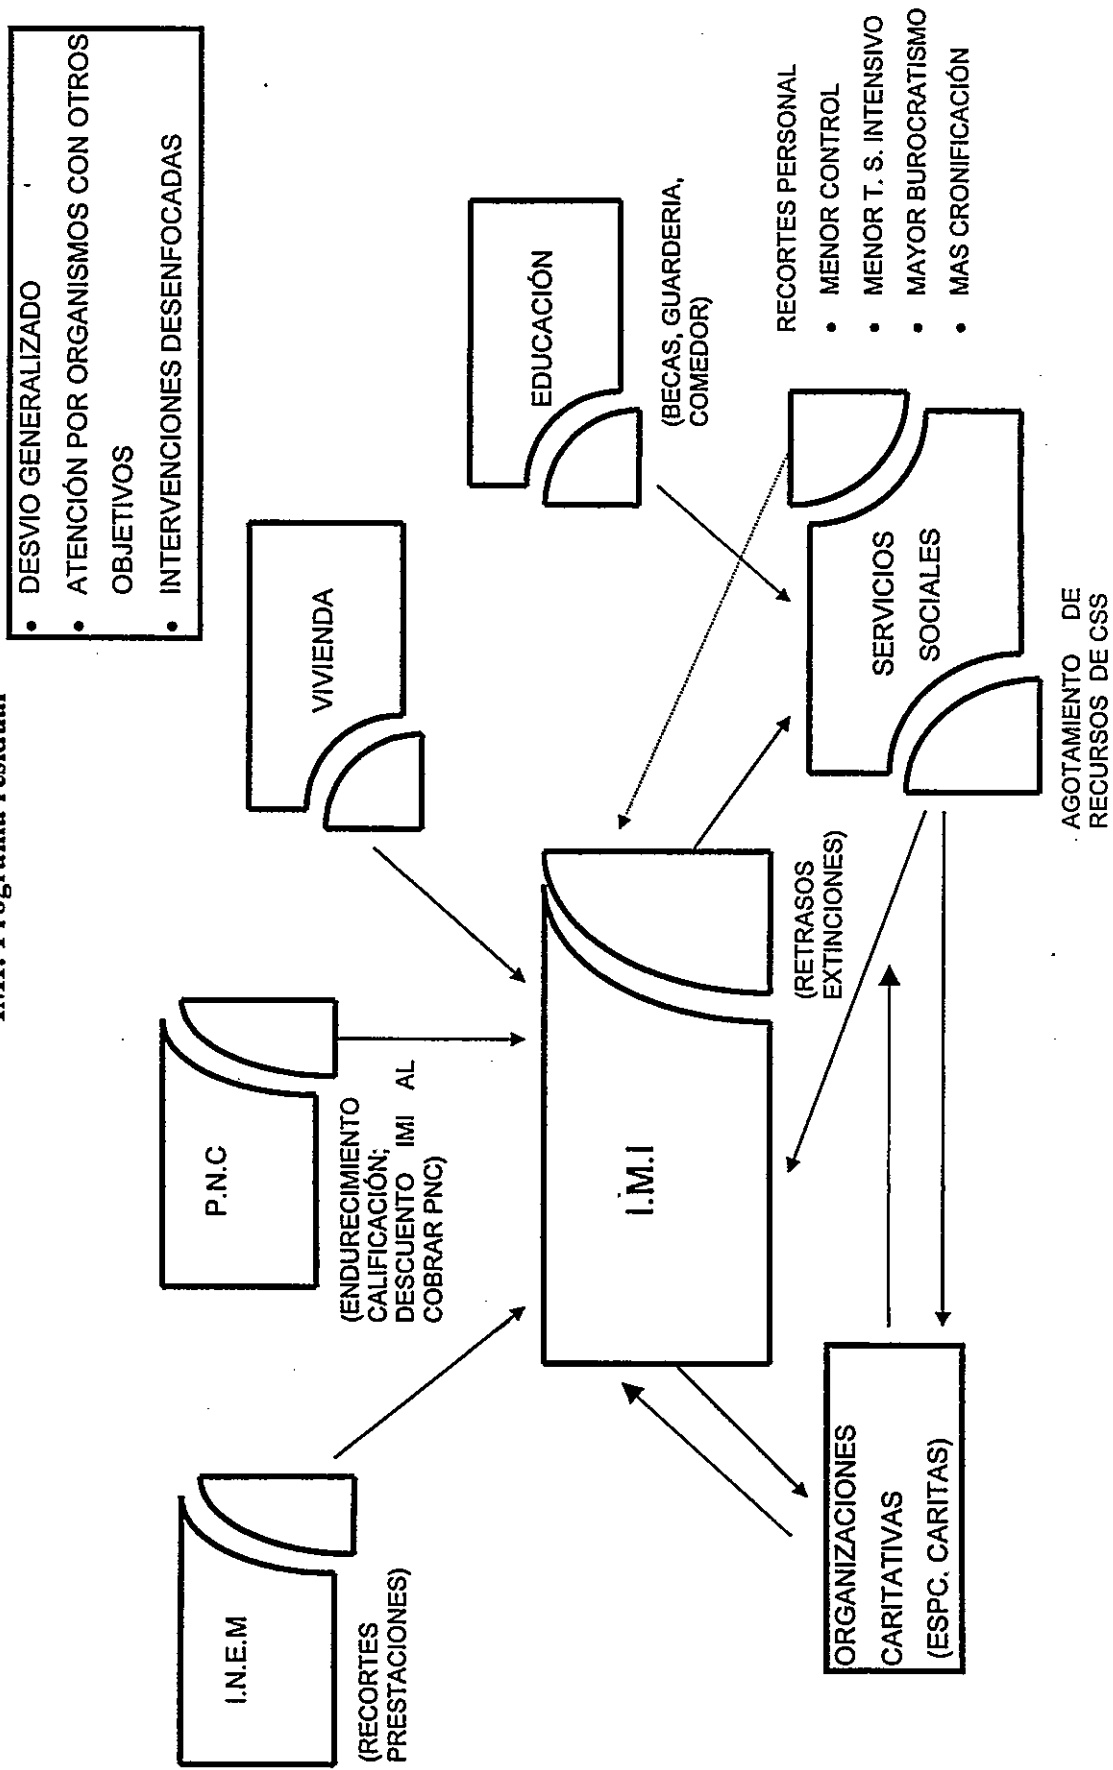 I.M.I: Programa residual
• DESVIO GENERALIZADO
• ATENCIÓN POR ORGANISMOS CON OTROS
OBJETIVOS
• INTERVENCIONES DESENFOCADAS
I.N.E.M
(RECORTES
PRESTACIONES)
P.N.C
(ENDURECIMIENTO
CALIFICACIÓN;
DESCUENTO IMI AL
COBRAR PNC)
VIVIENDA
EDUCACIÓN
(BECAS, GUARDERIA,
COMEDOR)
I.M.I
(RETRASOS
EXTINCIONES)
RECORTES PERSONAL
• MENOR CONTROL
• MENOR T. S. INTENSIVO
• MAYOR BUROCRATISMO
• MAS CRONIFICACIÓN
SERVICIOS
SOCIALES
AGOTAMIENTO DE
RECURSOS DE CSS
ORGANIZACIONES
CARITATIVAS
(ESPC. CARITAS)